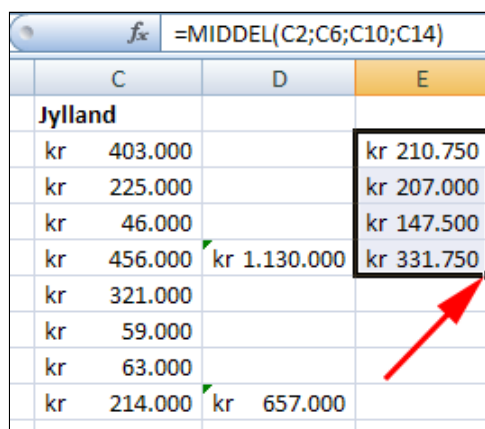 fx =MIDDEL(C2;C6;C10;C14)
C D E
Jylland
kr 403.000 kr 210.750
kr 225.000 kr 207.000
kr 46.000 kr 147.500
kr 456.000 kr 1.130.000 kr 331.750
kr 321.000
kr 59.000
kr 63.000
kr 214.000 kr 657.000